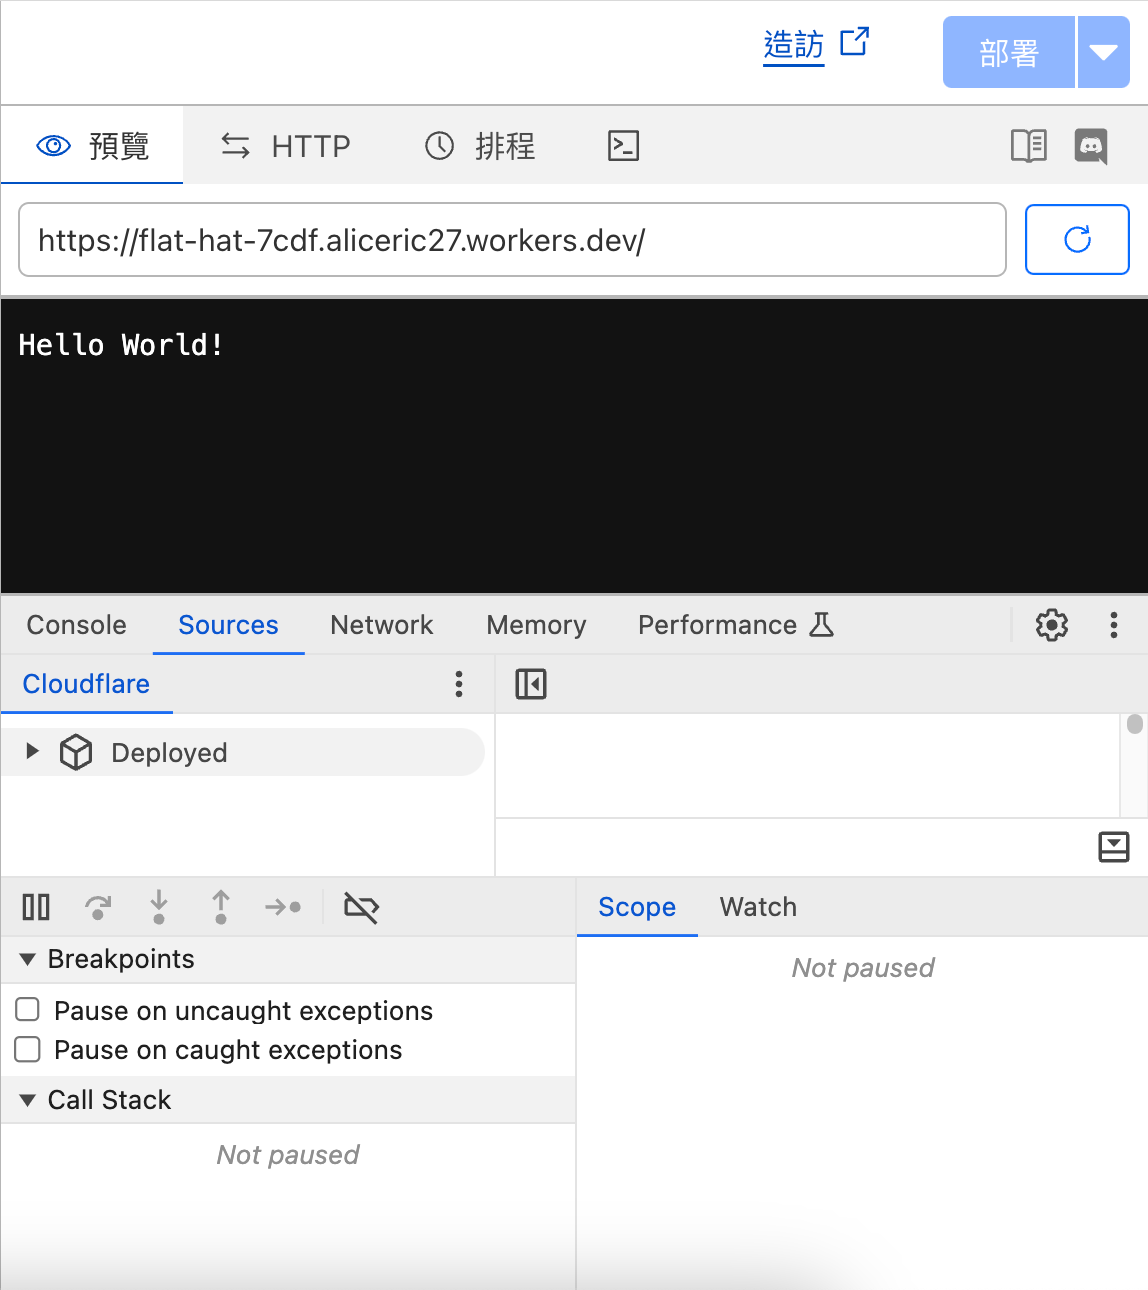 造訪
部署
預覽 HTTP 排程
https://flat-hat-7cdf.aliceric27.workers.dev/
Hello World!
Console Sources Network Memory Performance
Cloudflare
Deployed
Scope Watch
Breakpoints
Not paused
Pause on uncaught exceptions
Pause on caught exceptions
Call Stack
Not paused